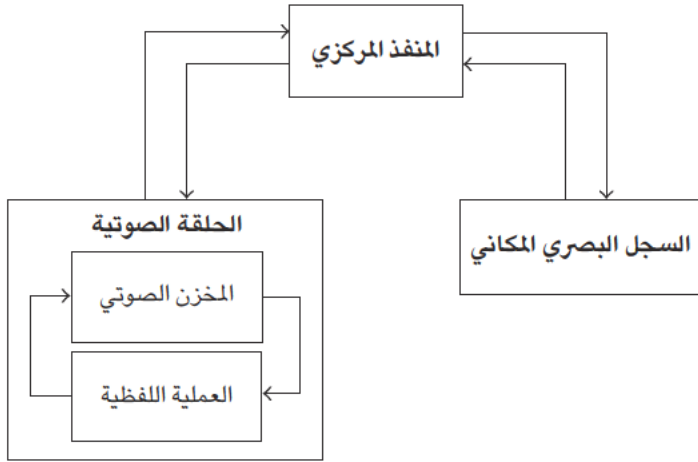 المنفذ المركزي
الحلقة الصوتية
المخزن الصوتي
العملية اللفظية
السجل البصري المكاني